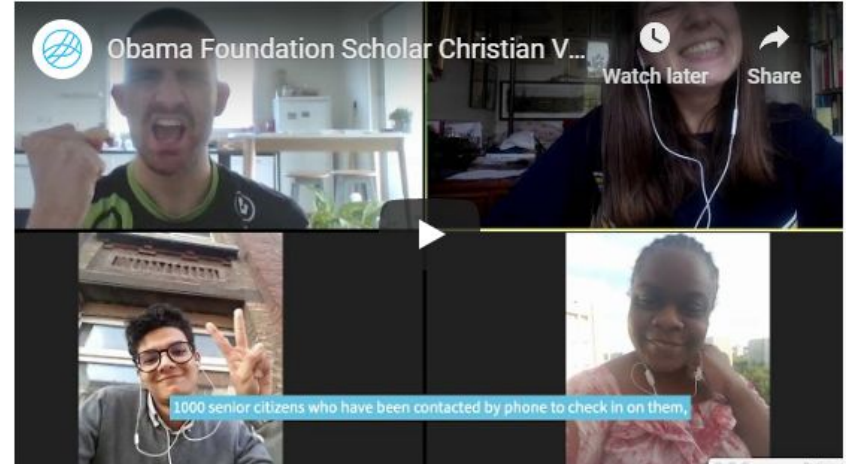 Obama Foundation Scholar Christian V...
Watch later
Share
1000 senior citizens who have been contacted by phone to check in on them,